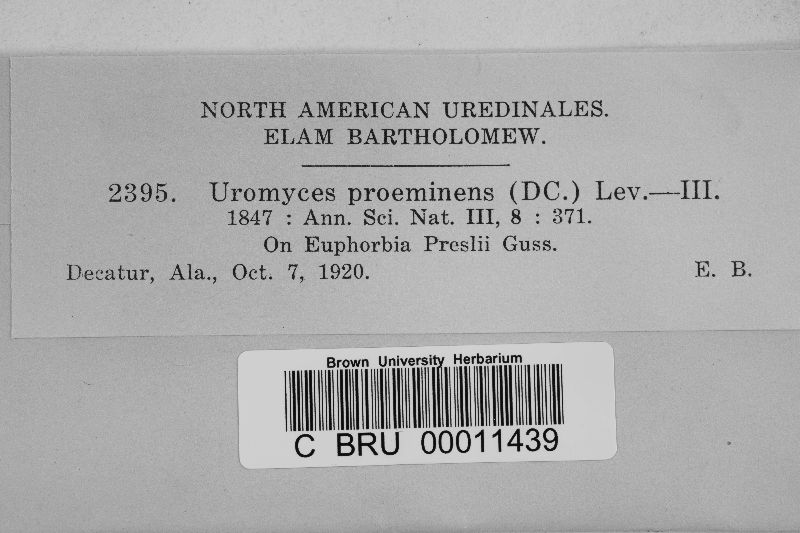 NORTH AMERICAN UREDINALES.
ELAM BARTHOLOMEW.
2395. Uromyces proeminens (DC.) Lev.—III.
1847 : Ann. Sci. Nat. III, 8 : 371.
On Euphorbia Preslii Guss.
Decatur, Ala., Oct. 7, 1920. E. B.
Brown University Herbarium
C BRU 00011439